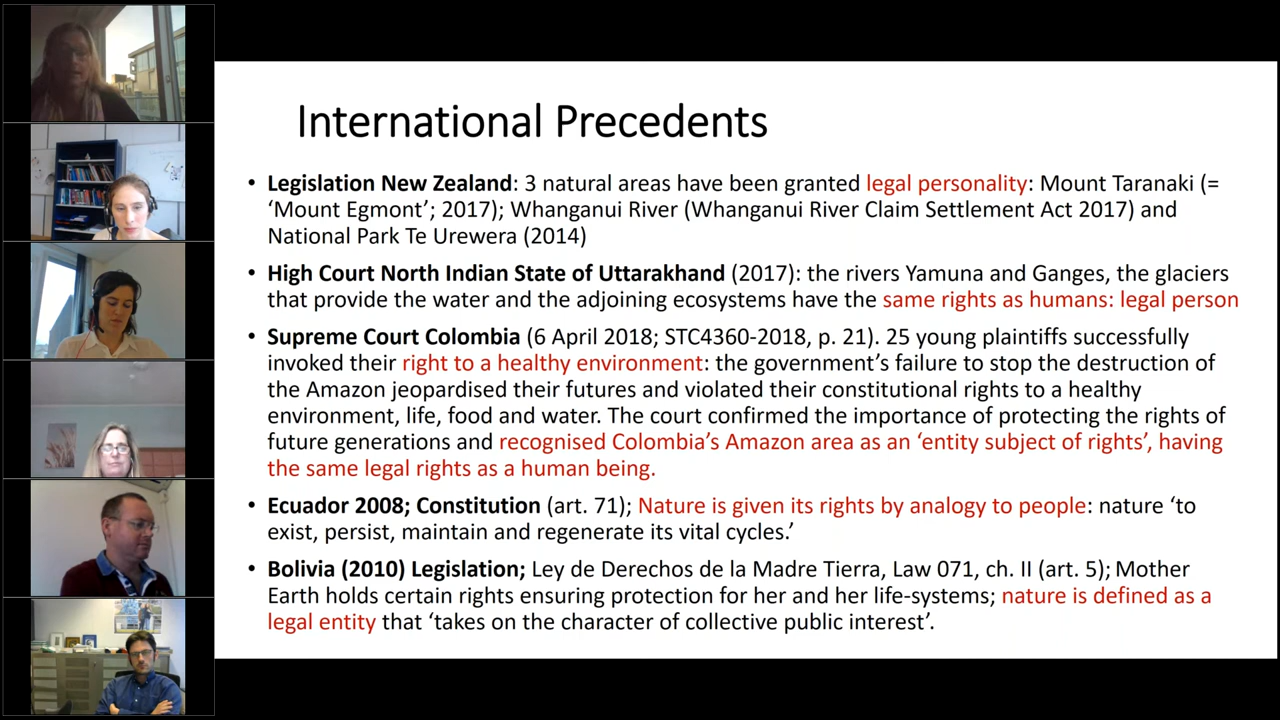 International Precedents
• Legislation New Zealand: 3 natural areas have been granted legal personality: Mount Taranaki (=
‘Mount Egmont’; 2017); Whanganui River (Whanganui River Claim Settlement Act 2017) and
National Park Te Urewera (2014)
• High Court North Indian State of Uttarakhand (2017): the rivers Yamuna and Ganges, the glaciers
that provide the water and the adjoining ecosystems have the same rights as humans: legal person
• Supreme Court Colombia (6 April 2018; STC4360-2018, p. 21). 25 young plaintiffs successfully
invoked their right to a healthy environment: the government’s failure to stop the destruction of
the Amazon jeopardised their futures and violated their constitutional rights to a healthy
environment, life, food and water. The court confirmed the importance of protecting the rights of
future generations and recognised Colombia’s Amazon area as an ‘entity subject of rights’, having
the same legal rights as a human being.
• Ecuador 2008; Constitution (art. 71); Nature is given its rights by analogy to people: nature ‘to
exist, persist, maintain and regenerate its vital cycles.’
• Bolivia (2010) Legislation; Ley de Derechos de la Madre Tierra, Law 071, ch. II (art. 5); Mother
Earth holds certain rights ensuring protection for her and her life-systems; nature is defined as a
legal entity that ‘takes on the character of collective public interest’.